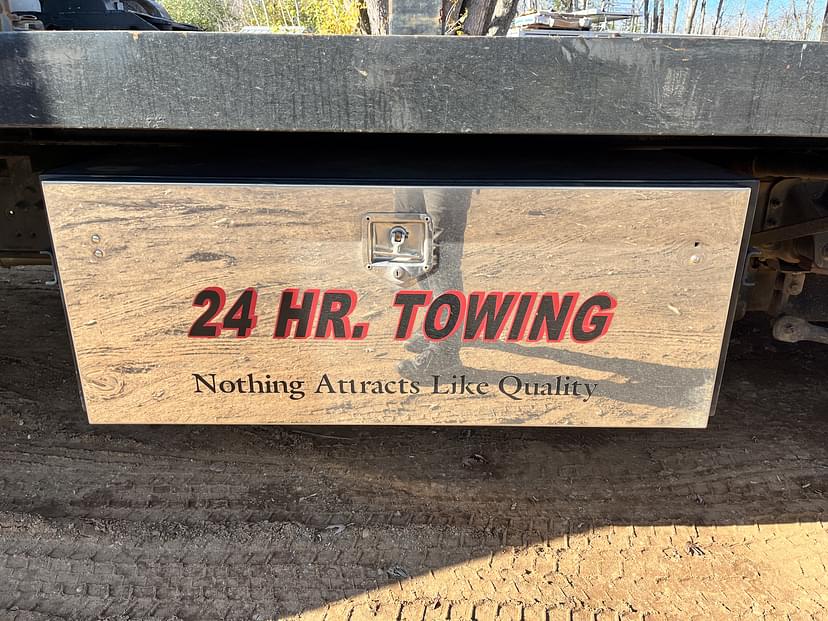 24 HR. TOWING
Nothing Attracts Like Quality